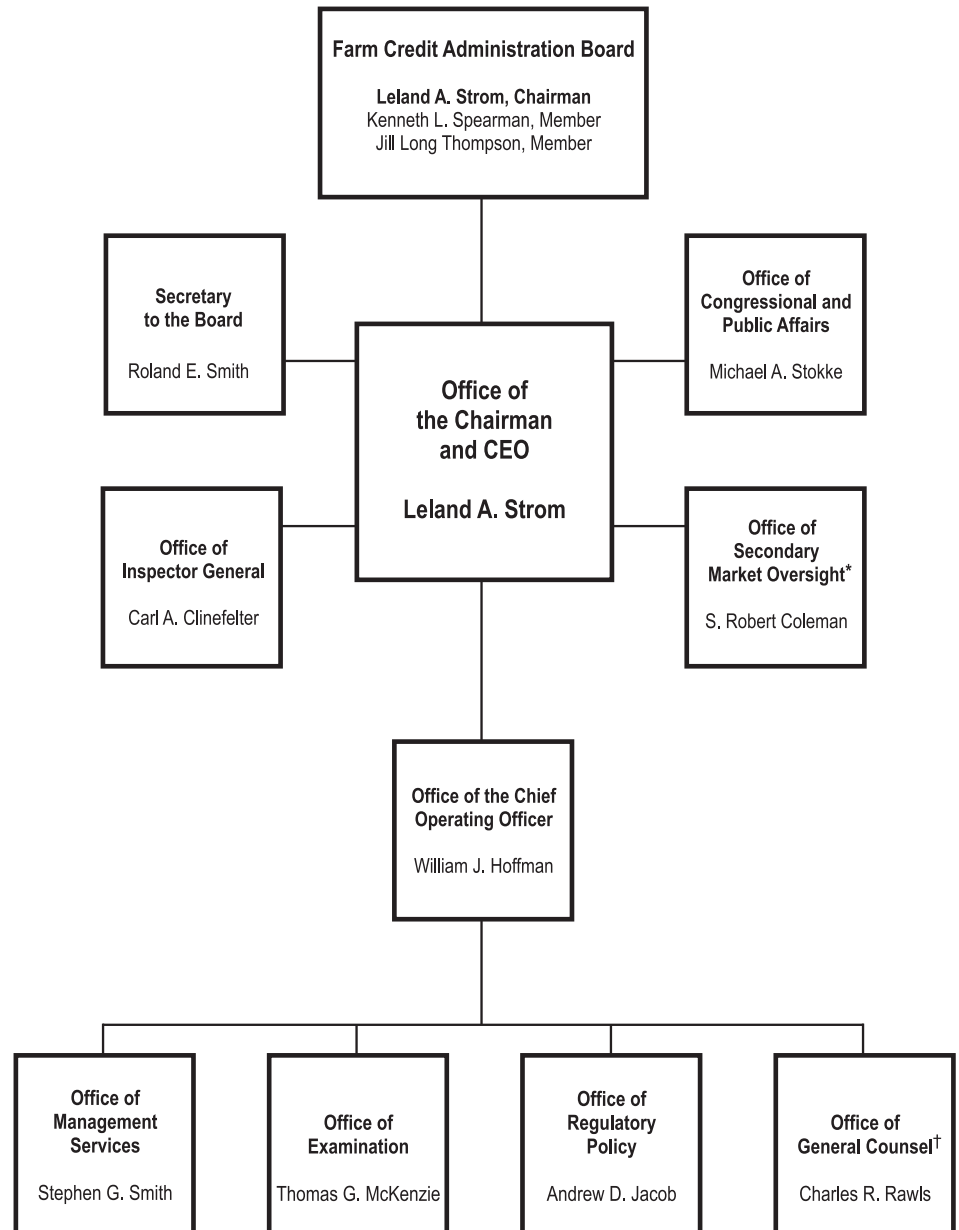 Farm Credit Administration Board
Leland A. Strom, Chairman
Kenneth L. Spearman, Member
Jill Long Thompson, Member
Secretary
to the Board
Roland E. Smith
Office of
Congressional and
Public Affairs
Michael A. Stokke
Office of
the Chairman
and CEO
Leland A. Strom
Office of
Inspector General
Carl A. Clinefelter
Office of
Secondary
Market Oversight*
S. Robert Coleman
Office of the Chief
Operating Officer
William J. Hoffman
Office of
Management
Services
Stephen G. Smith
Office of
Examination
Thomas G. McKenzie
Office of
Regulatory
Policy
Andrew D. Jacob
Office of
General Counsel†
Charles R. Rawls